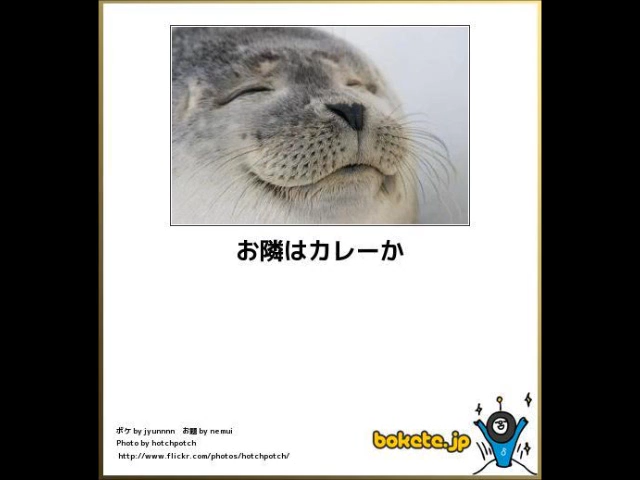 お隣はカレーか
ボケ by jyunnnn お題 by nemui
Photo by hotchpotch
http://www.flickr.com/photos/hotchpotch/
bokete.jp